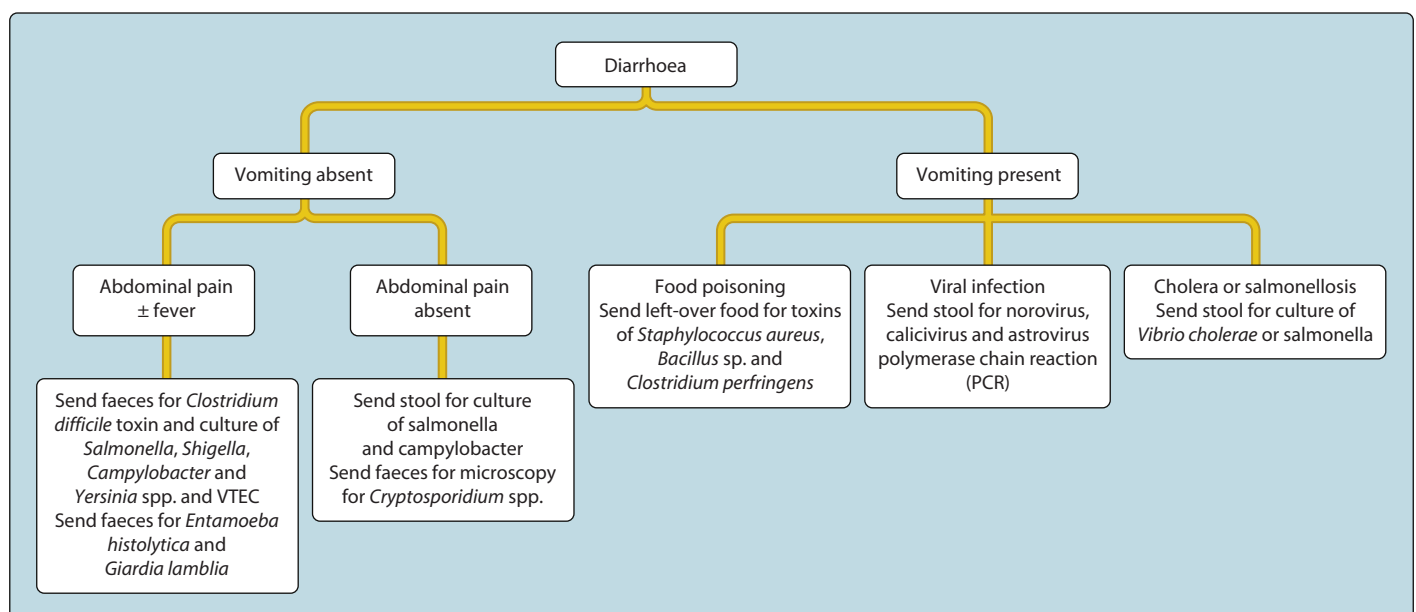 Diarrhoea
Vomiting absent
Vomiting present
Abdominal pain
± fever
Abdominal pain
absent
Food poisoning
Send left-over food for toxins
of Staphylococcus aureus,
Bacillus sp. and
Clostridium perfringens
Viral infection
Send stool for norovirus,
calicivirus and astrovirus
polymerase chain reaction
(PCR)
Cholera or salmonellosis
Send stool for culture of
Vibrio cholerae or salmonella
Send faeces for Clostridium
difficile toxin and culture of
Salmonella, Shigella,
Campylobacter and
Yersinia spp. and VTEC
Send faeces for Entamoeba
histolytica and
Giardia lamblia
Send stool for culture
of salmonella
and campylobacter
Send faeces for microscopy
for Cryptosporidium spp.